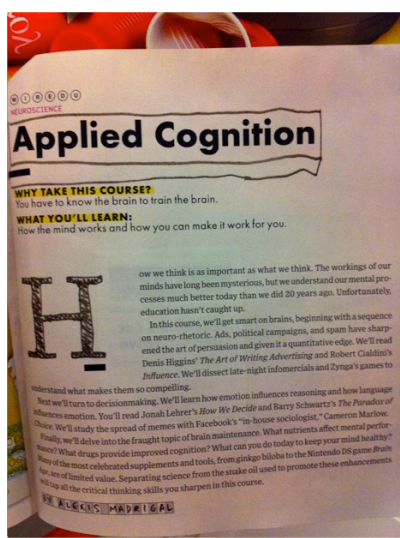 WIREDU
NEUROSCIENCE
Applied Cognition
WHY TAKE THIS COURSE?
You have to know the brain to train the brain.
WHAT YOU'LL LEARN:
How the mind works and how you can make it work for you.
How we think is as important as what we think. The workings of our
minds have long been mysterious, but we understand our mental pro-
cesses much better today than we did 20 years ago. Unfortunately,
education hasn't caught up.
In this course, we'll get smart on brains, beginning with a sequence
on neuro-rhetoric. Ads, political campaigns, and spam have sharp-
ened the art of persuasion and given it a quantitative edge. We'll read
Denis Higgins' The Art of Writing Advertising and Robert Cialdini's
Influence. We'll dissect late-night infomercials and Zynga's games to
understand what makes them so compelling.
Next we'll turn to decisionmaking. We'll learn how emotion influences reasoning and how language
influences emotion. You'll read Jonah Lehrer's How We Decide and Barry Schwartz's The Paradox of
Choice. We'll study the spread of memes with Facebook's "in-house sociologist," Cameron Marlow.
Finally, we'll delve into the fraught topic of brain maintenance. What nutrients affect mental perfor-
mance? What drugs provide improved cognition? What can you do today to keep your mind healthy?
Many of the most celebrated supplements and tools, from ginkgo biloba to the Nintendo DS game Brain
Age, are of limited value. Separating science from the snake oil used to promote these enhancements
will tap all the critical thinking skills you sharpen in this course.
BY ALEXIS MADRIGAL